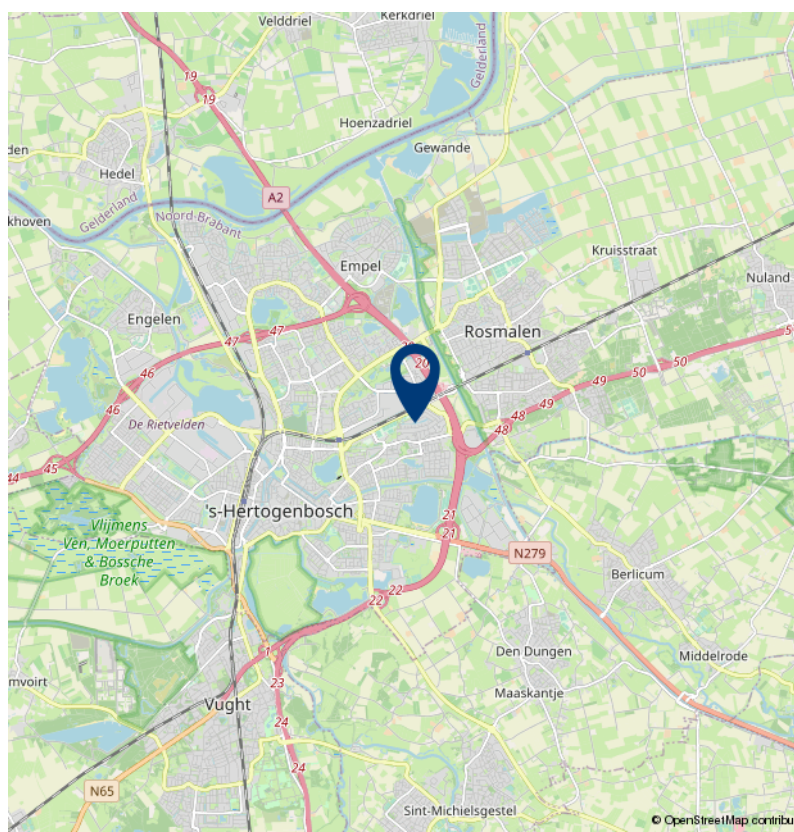 Velddriel
Kerkdriel
19
19
Hoenzadriel
Gelderland
Gewande
den
Hedel
A2
Gelderland
Noord-Brabant
khoven
Kruisstraat
Empel
Nuland
Engelen
47
47
Rosmalen
5
20
50
50
46
49
49
46
48
48
De Rietvelden
44
45
's-Hertogenbosch
21
21
Vlijmens
Ven, Moerputten
& Bossche
Broek
N279
Berlicum
22
22
1
Den Dungen
Middelrode
mvoirt
23
Maaskantje
Vught
24
24
N65
Sint-Michielsgestel
© OpenStreetMap contribu